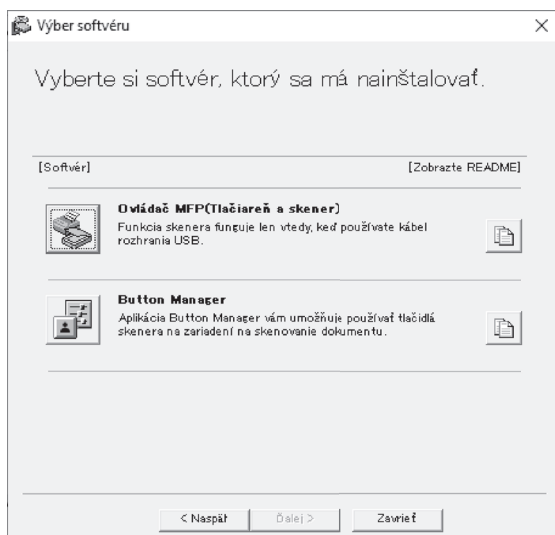 Výber softvéru
Vyberte si softvér, ktorý sa má nainštalovať.
[Softvér] [Zobrazte README]
Ovládač MFP(Tlačiareň a skener)
Funkcia skenera funguje len vtedy, keď používate kábel
rozhrania USB.
Button Manager
Aplikácia Button Manager vám umožňuje používať tlačidlá
skenera na zariadení na skenovanie dokumentu.
< Naspäť Ďalej > Zavrieť